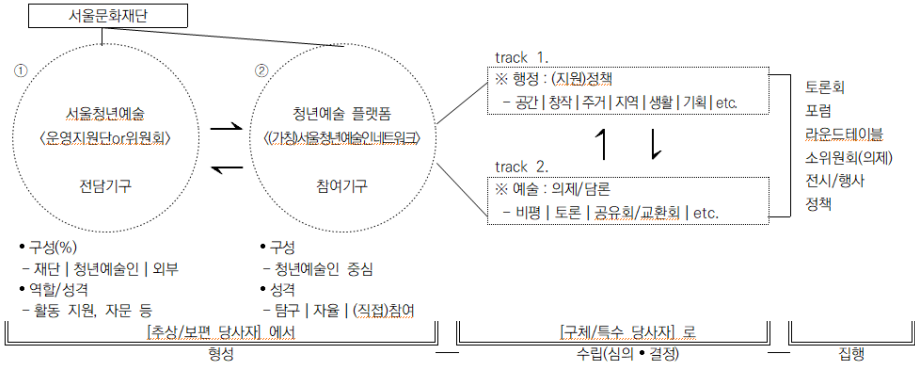 서울문화재단
①
서울청년예술
<운영지원단or위원회>
전담기구
②
청년예술 플랫폼
<(가칭)서울청년예술인네트워크>
참여기구
• 구성(%)
- 재단 | 청년예술인 | 외부
• 역할/성격
- 활동 지원, 자문 등
• 구성
- 청년예술인 중심
• 성격
- 탐구 | 자율 | (직접)참여
track 1.
※ 행정 : (지원)정책
- 공간 | 창작 | 주거 | 지역 | 생활 | 기획 | etc.
track 2.
※ 예술 : 의제/담론
- 비평 | 토론 | 공유회/교환회 | etc.
토론회
포럼
라운드테이블
소위원회(의제)
전시/행사
정책
[추상/보편 당사자] 에서
[구체/특수 당사자] 로
형성 — 수립(심의 • 결정) — 집행